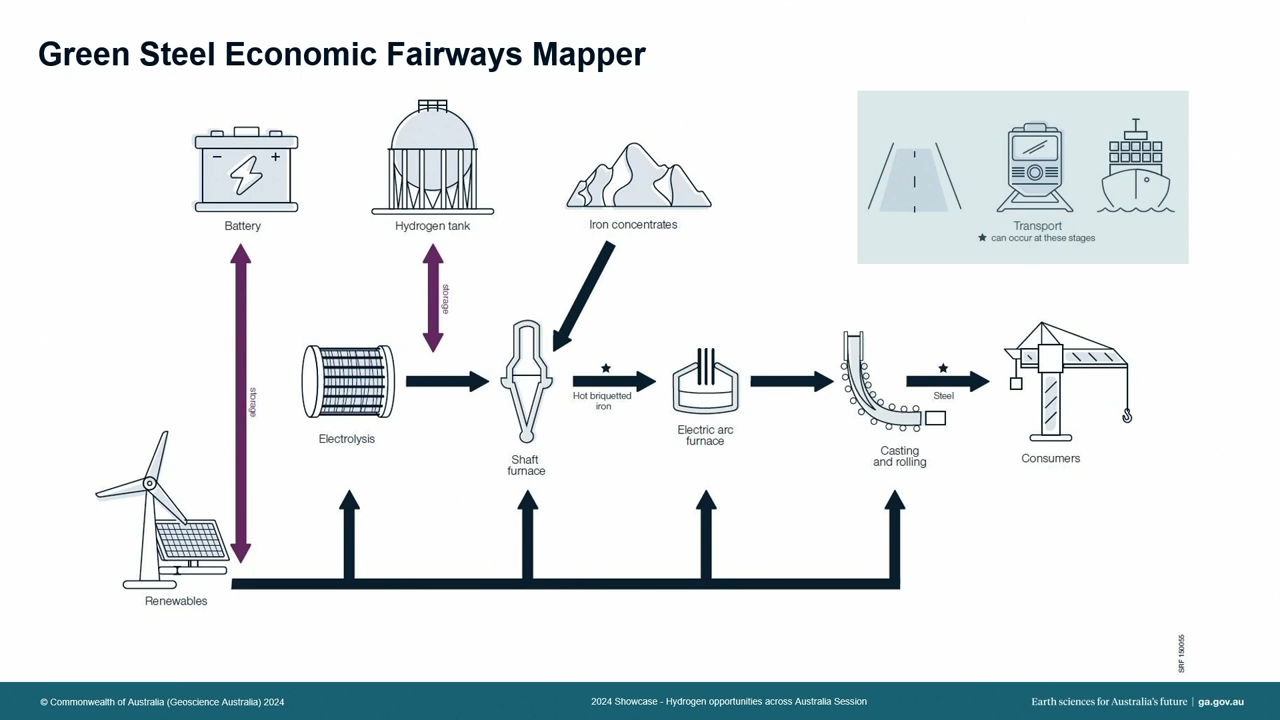 Green Steel Economic Fairways Mapper
Battery
Hydrogen tank
Iron concentrates
Transport
★ can occur at these stages
storage
storage
★
Hot briquetted
iron
★
Steel
Electrolysis
Shaft
furnace
Electric arc
furnace
Casting
and rolling
Consumers
Renewables
SRF 150055
© Commonwealth of Australia (Geoscience Australia) 2024
2024 Showcase - Hydrogen opportunities across Australia Session
Earth sciences for Australia's future | ga.gov.au